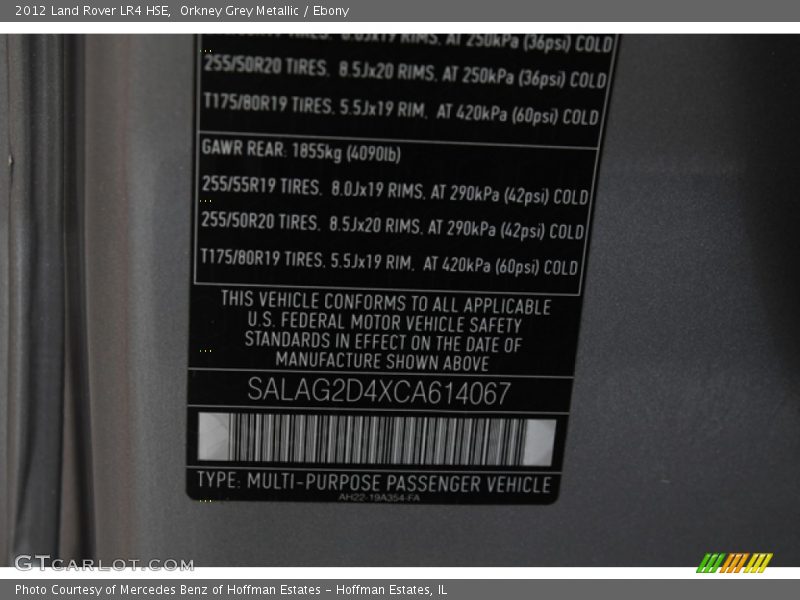 2012 Land Rover LR4 HSE, Orkney Grey Metallic / Ebony
RIMS, AT 250kPa (36psi) COLD
255/50R20 TIRES, 8.5Jx20 RIMS, AT 250kPa (36psi) COLD
T175/80R19 TIRES, 5.5Jx19 RIM, AT 420kPa (60psi) COLD
GAWR REAR: 1855kg (4090lb)
255/55R19 TIRES, 8.0Jx19 RIMS, AT 290kPa (42psi) COLD
255/50R20 TIRES, 8.5Jx20 RIMS, AT 290kPa (42psi) COLD
T175/80R19 TIRES, 5.5Jx19 RIM, AT 420kPa (60psi) COLD
THIS VEHICLE CONFORMS TO ALL APPLICABLE
U.S. FEDERAL MOTOR VEHICLE SAFETY
STANDARDS IN EFFECT ON THE DATE OF
MANUFACTURE SHOWN ABOVE
SALAG2D4XCA614067
TYPE: MULTI-PURPOSE PASSENGER VEHICLE
AH22-19A354-FA
GTCARLOT.COM
Photo Courtesy of Mercedes Benz of Hoffman Estates - Hoffman Estates, IL